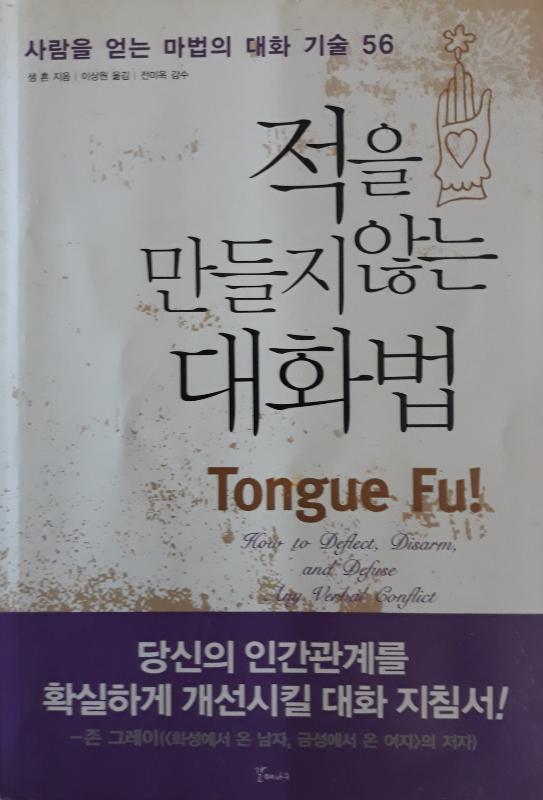 사람을 얻는 마법의 대화 기술 56
샘 혼 지음 | 이상원 옮김 | 전미옥 감수
적을
만들지 않는
대화법
Tongue Fu!
How to Deflect, Disarm,
and Defuse
Any Verbal Conflict
당신의 인간관계를
확실하게 개선시킬 대화 지침서!
–존 그레이(<화성에서 온 남자, 금성에서 온 여자>의 저자)
갈매나무